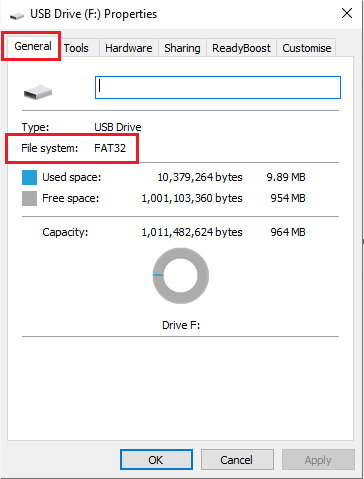 USB Drive (F:) Properties
General Tools Hardware Sharing ReadyBoost Customise
Type: USB Drive
File system: FAT32
Used space: 10,379,264 bytes 9.89 MB
Free space: 1,001,103,360 bytes 954 MB
Capacity: 1,011,482,624 bytes 964 MB
Drive F:
OK Cancel Apply